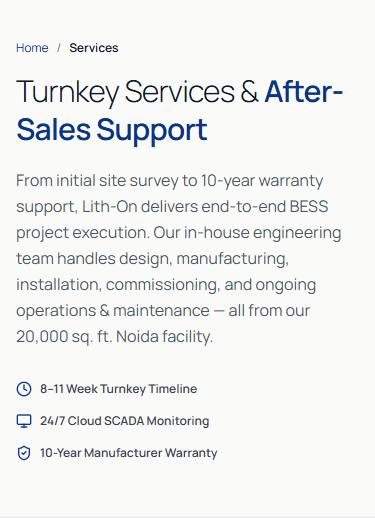 Home / Services
Turnkey Services & After-
Sales Support
From initial site survey to 10-year warranty
support, Lith-On delivers end-to-end BESS
project execution. Our in-house engineering
team handles design, manufacturing,
installation, commissioning, and ongoing
operations & maintenance — all from our
20,000 sq. ft. Noida facility.
8–11 Week Turnkey Timeline
24/7 Cloud SCADA Monitoring
10-Year Manufacturer Warranty